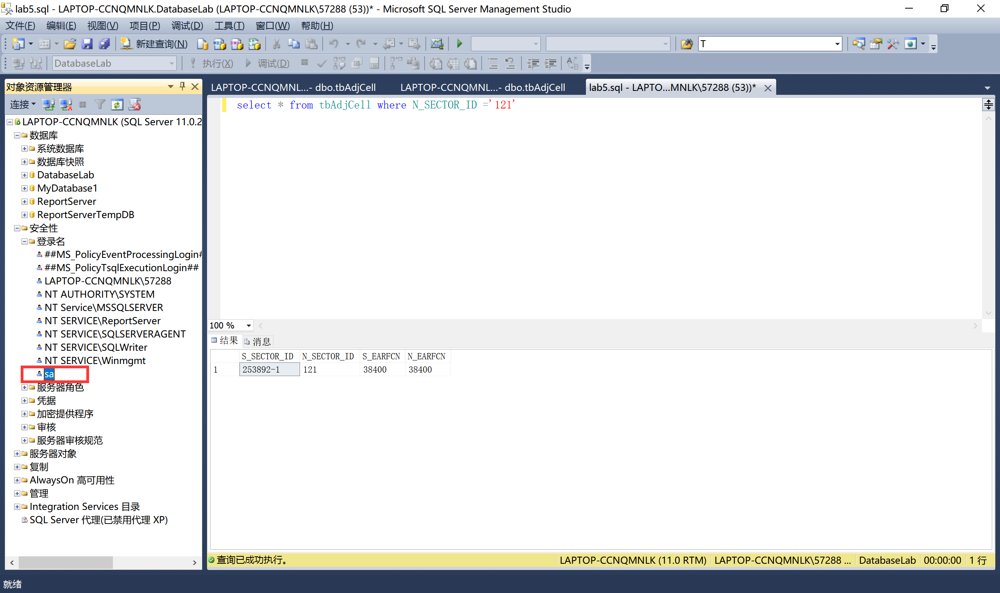 lab5.sql - LAPTOP-CCNQMNLK.DatabaseLab (LAPTOP-CCNQMNLK\57288 (53))* - Microsoft SQL Server Management Studio
文件(F) 编辑(E) 视图(V) 项目(P) 调试(D) 工具(T) 窗口(W) 帮助(H)
新建查询(N) T
DatabaseLab 执行(X) 调试(D)
对象资源管理器
连接
LAPTOP-CCNQMNLK (SQL Server 11.0.2
数据库
系统数据库
数据库快照
DatabaseLab
MyDatabase1
ReportServer
ReportServerTempDB
安全性
登录名
##MS_PolicyEventProcessingLogin#
##MS_PolicyTsqlExecutionLogin##
LAPTOP-CCNQMNLK\57288
NT AUTHORITY\SYSTEM
NT Service\MSSQLSERVER
NT SERVICE\ReportServer
NT SERVICE\SQLSERVERAGENT
NT SERVICE\SQLWriter
NT SERVICE\Winmgmt
sa
服务器角色
凭据
加密提供程序
审核
服务器审核规范
服务器对象
复制
AlwaysOn 高可用性
管理
Integration Services 目录
SQL Server 代理(已禁用代理 XP)
LAPTOP-CCNQMNL...- dbo.tbAdjCell LAPTOP-CCNQMNL...- dbo.tbAdjCell lab5.sql - LAPTO...MNLK\57288 (53))*
select * from tbAdjCell where N_SECTOR_ID ='121'
100 %
结果 消息
S_SECTOR_ID N_SECTOR_ID S_EARFCN N_EARFCN
1 253892-1 121 38400 38400
查询已成功执行。 LAPTOP-CCNQMNLK (11.0 RTM) LAPTOP-CCNQMNLK\57288 ... DatabaseLab 00:00:00 1 行
就绪